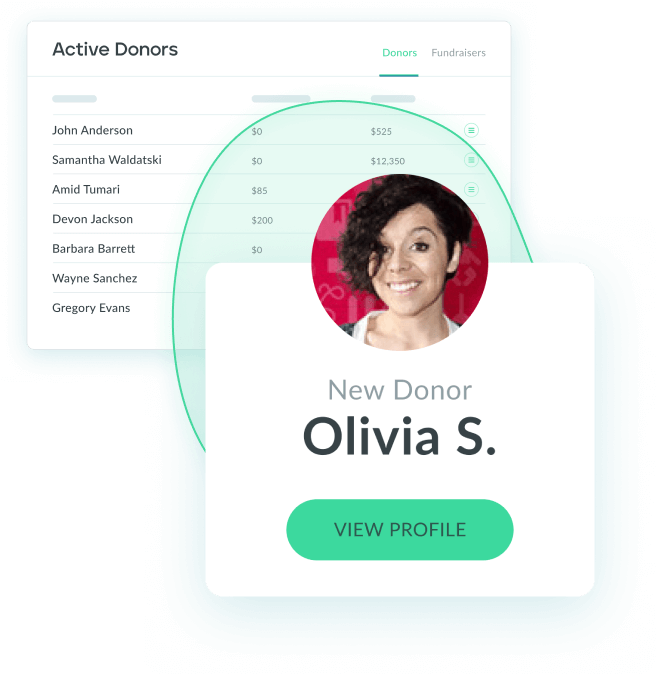 Active Donors
Donors Fundraisers
John Anderson $0 $525
Samantha Waldatski $0 $12,350
Amid Tumari $85
Devon Jackson $200
Barbara Barrett $0
Wayne Sanchez
Gregory Evans
New Donor
Olivia S.
VIEW PROFILE